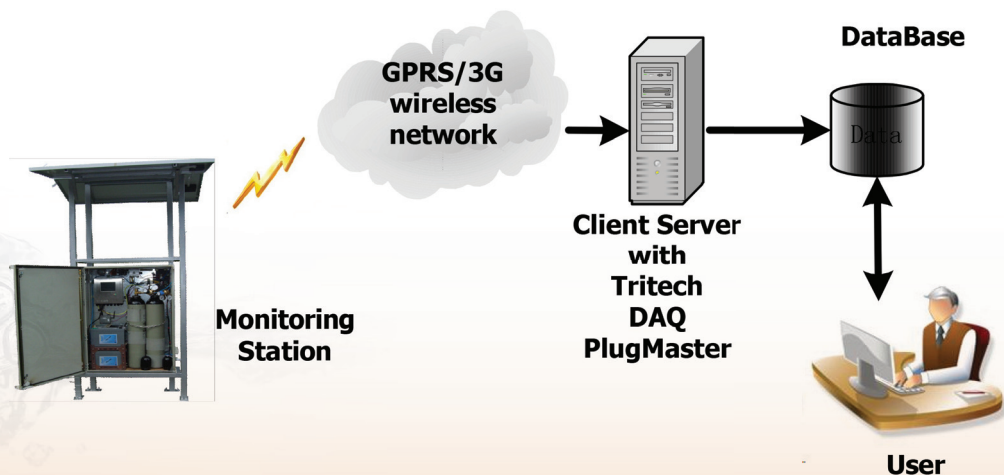 DataBase
GPRS/3G
wireless
network
Data
Client Server
with
Tritech
DAQ
PlugMaster
Monitoring
Station
User